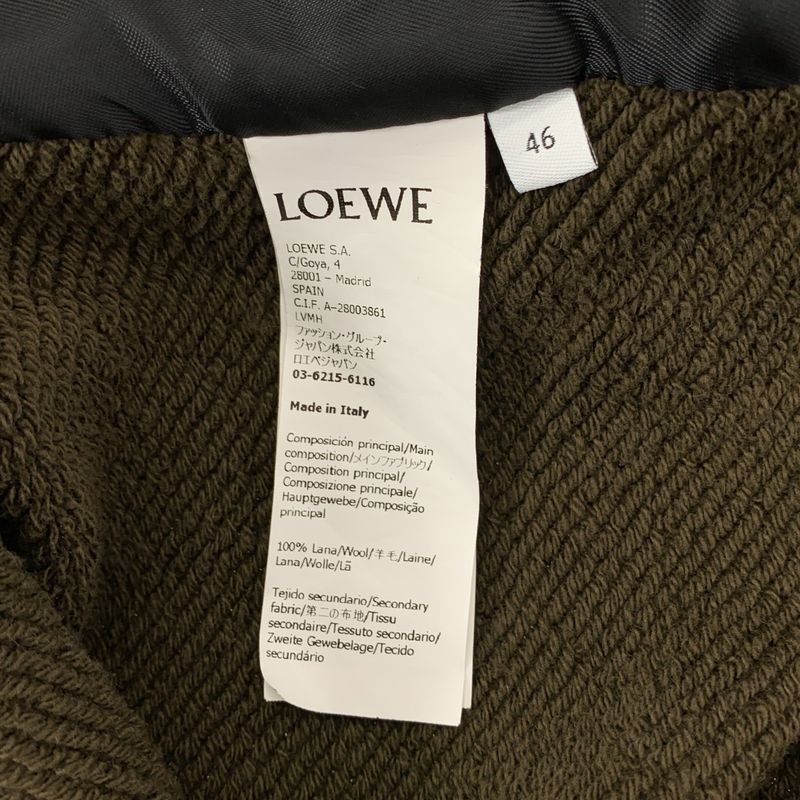 46
LOEWE
LOEWE S.A.
C/Goya, 4
28001 – Madrid
SPAIN
C.I.F. A-28003861
LVMH
ファッション・グループ・
ジャパン株式会社
ロエベジャパン
03-6215-6116
Made in Italy
Composición principal/Main
composition/メインファブリック/
Composition principal/
Composizione principale/
Hauptgewebe/Composição
principal
100% Lana/Wool/羊毛/Laine/
Lana/Wolle/Lã
Tejido secundario/Secondary
fabric/第二の布地/Tissu
secondaire/Tessuto secondario/
Zweite Gewebelage/Tecido
secundário